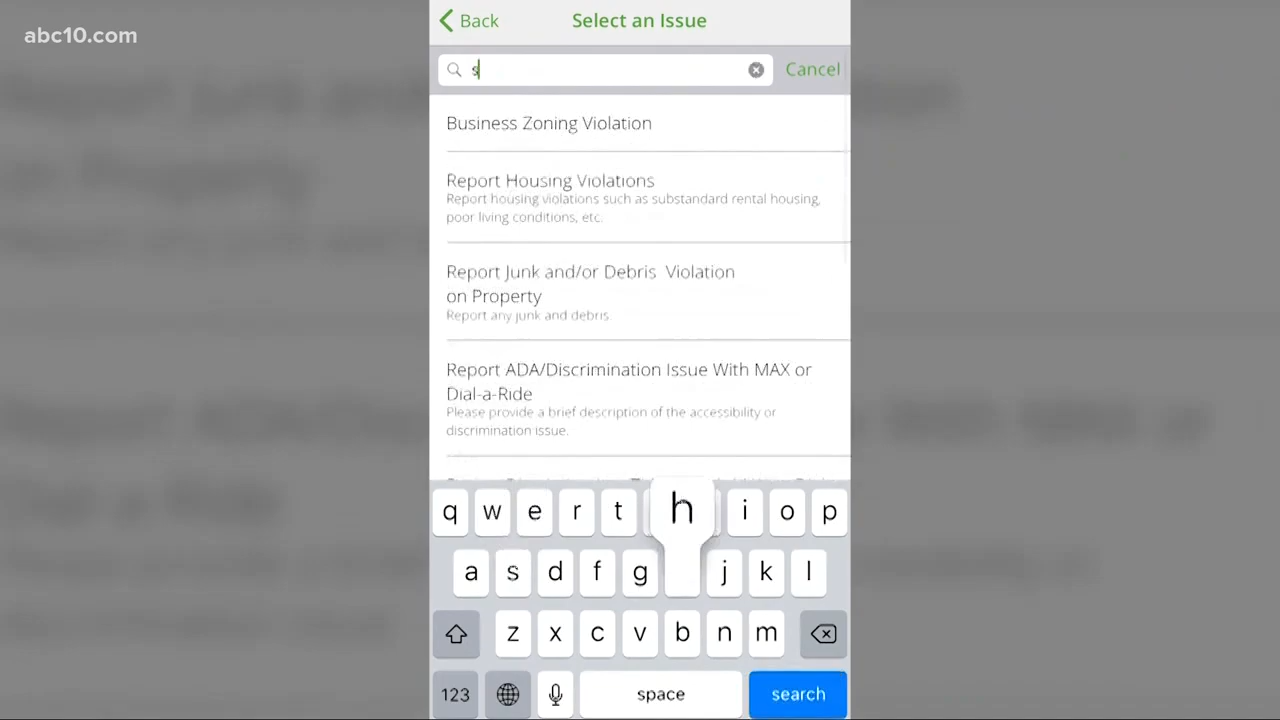 abc10.com
Back
Select an Issue
s
Cancel
Business Zoning Violation
Report Housing Violations
Report housing violations such as substandard rental housing,
poor living conditions, etc.
Report Junk and/or Debris Violation
on Property
Report any junk and debris.
Report ADA/Discrimination Issue With MAX or
Dial-a-Ride
Please provide a brief description of the accessibility or
discrimination issue.
q w e r t h i o p
a s d f g j k l
z x c v b n m
123 space search